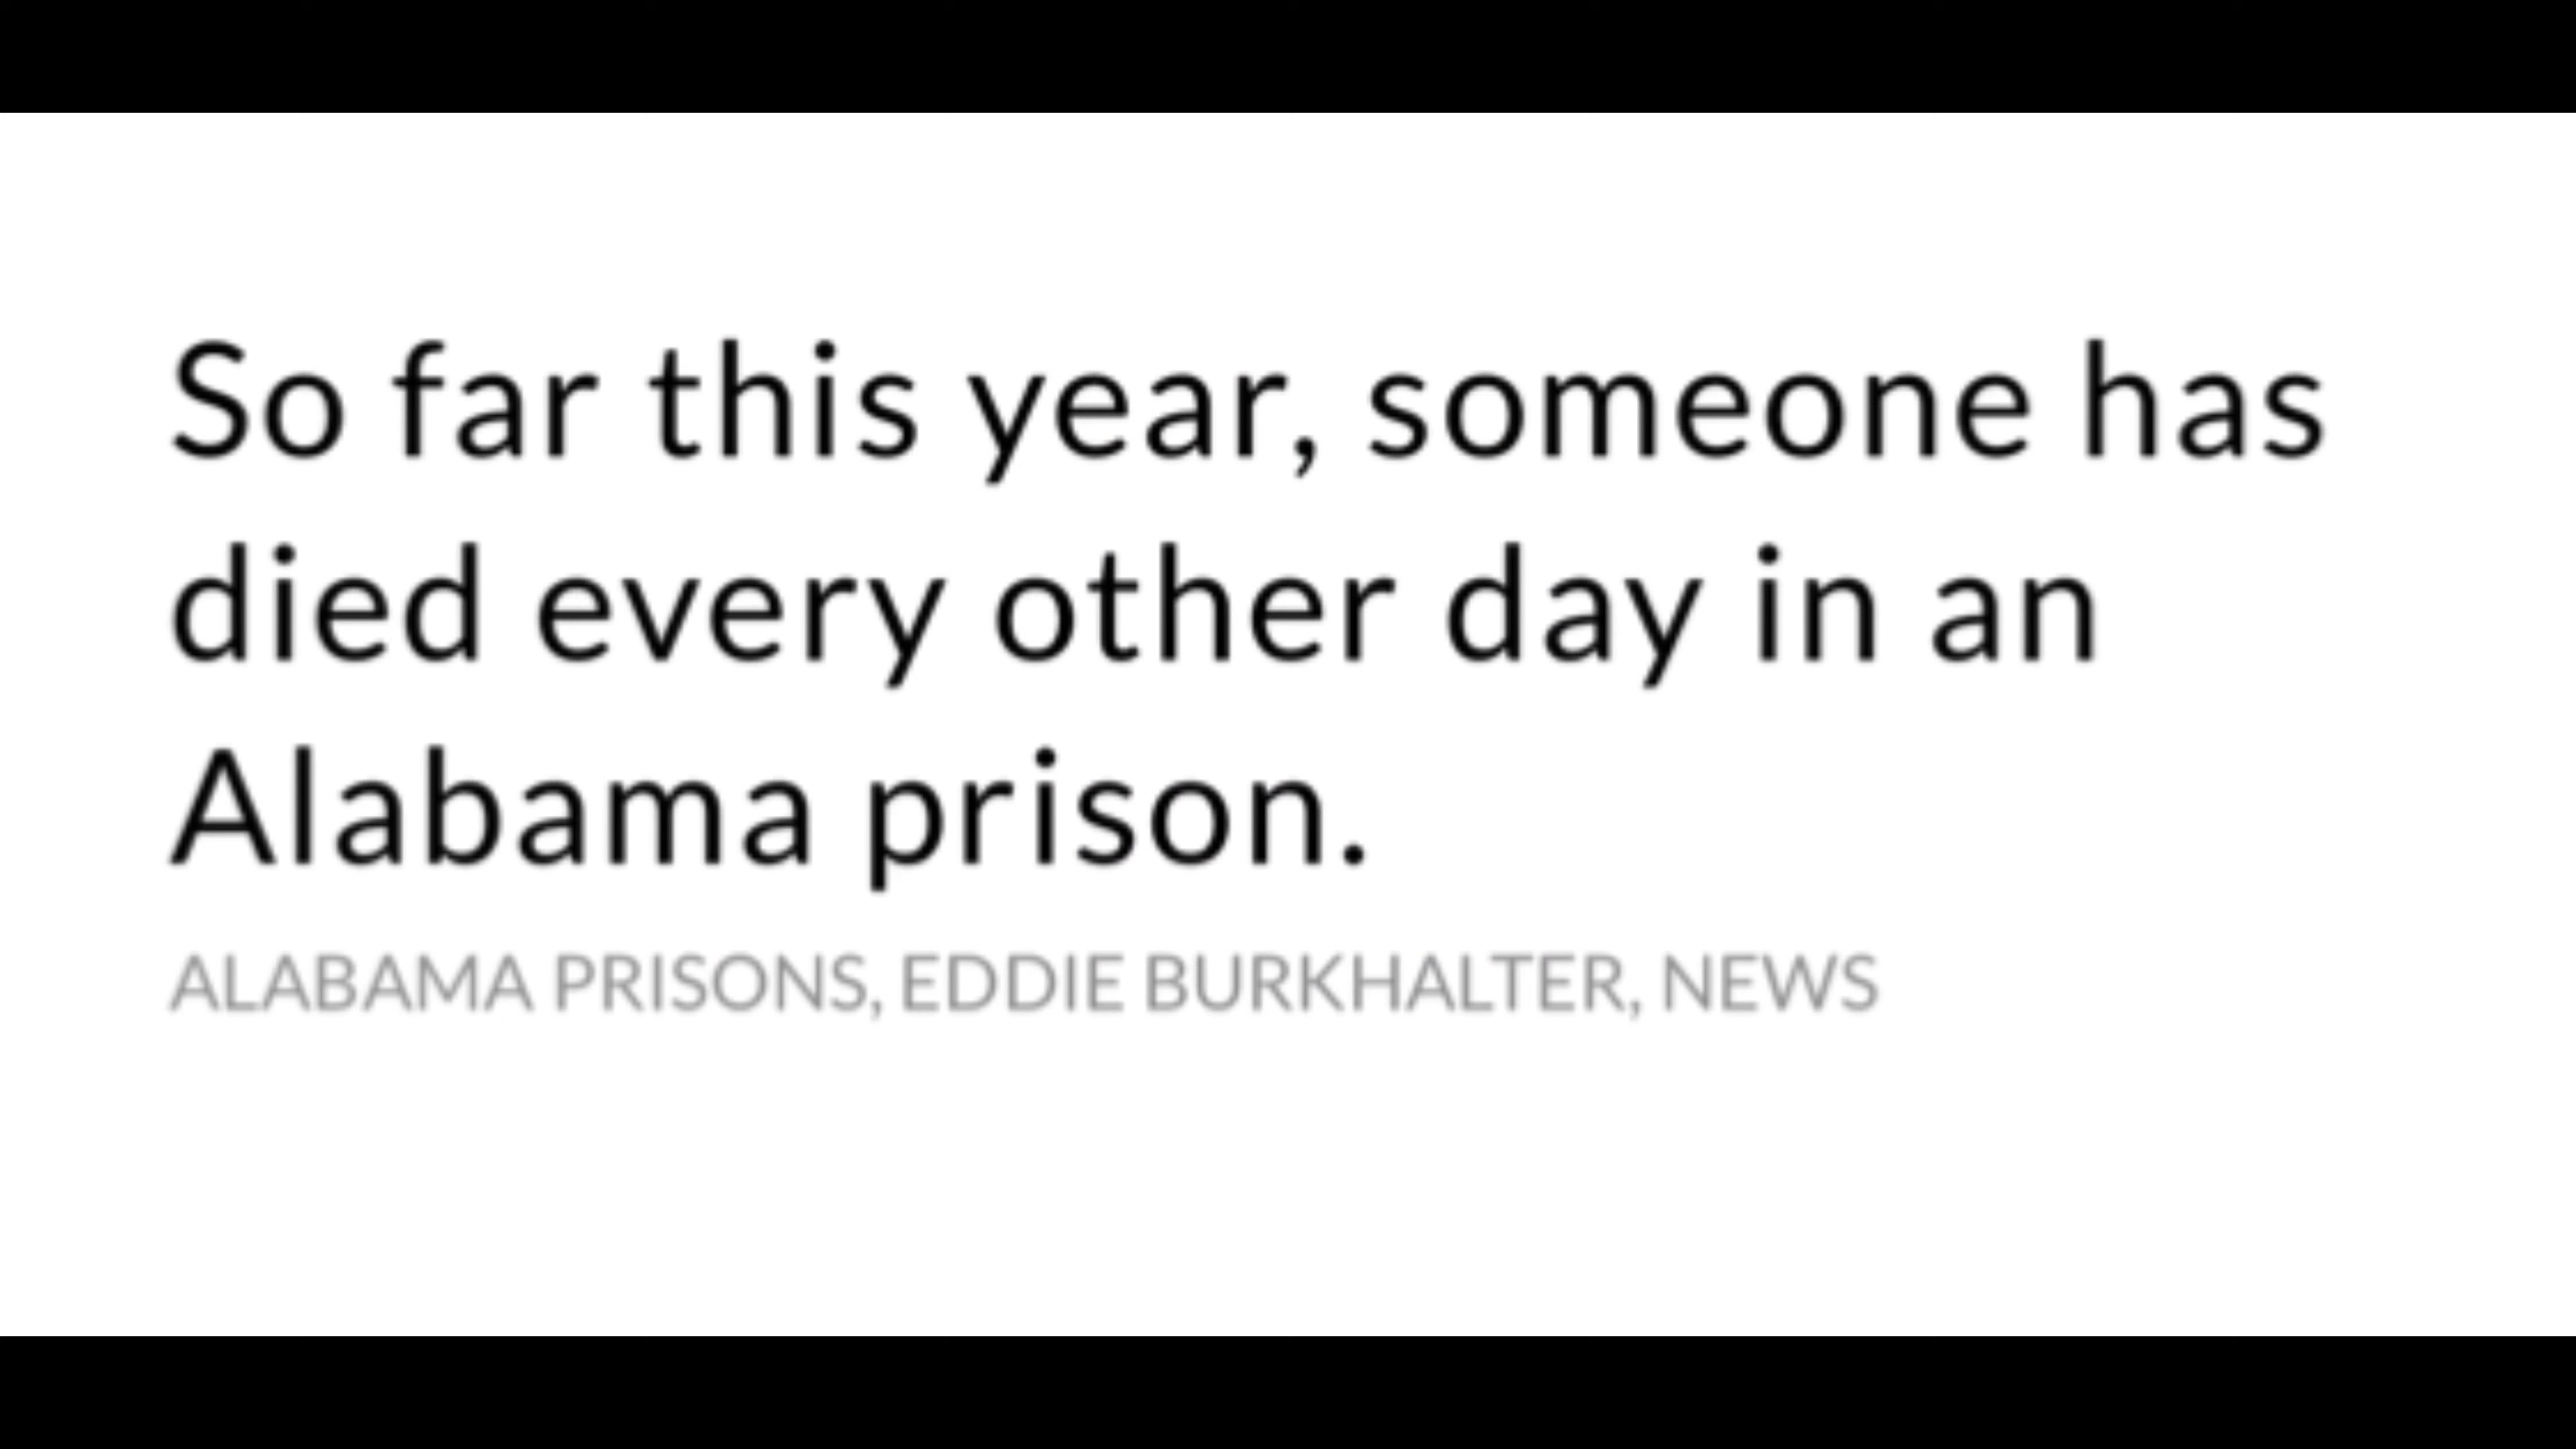 So far this year, someone has
died every other day in an
Alabama prison.
ALABAMA PRISONS, EDDIE BURKHALTER, NEWS